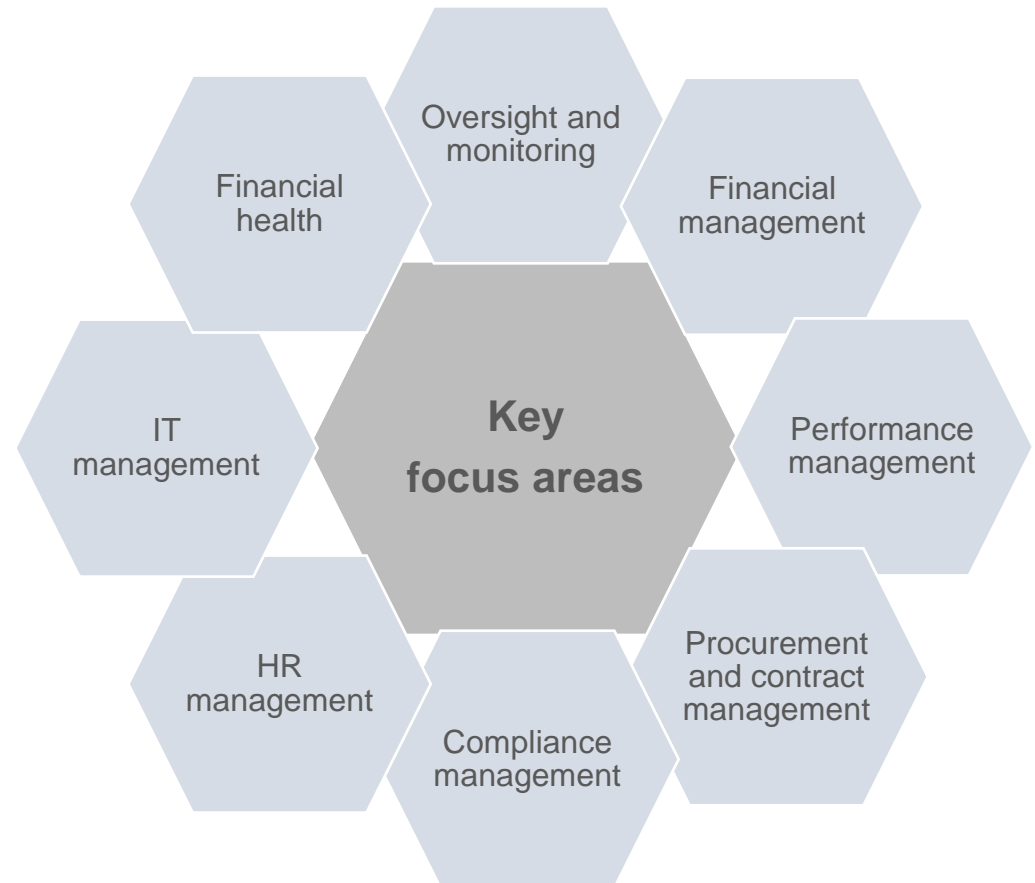 Oversight and
monitoring
Financial
management
Performance
management
Procurement
and contract
management
Compliance
management
HR
management
IT
management
Financial
health
Key
focus areas